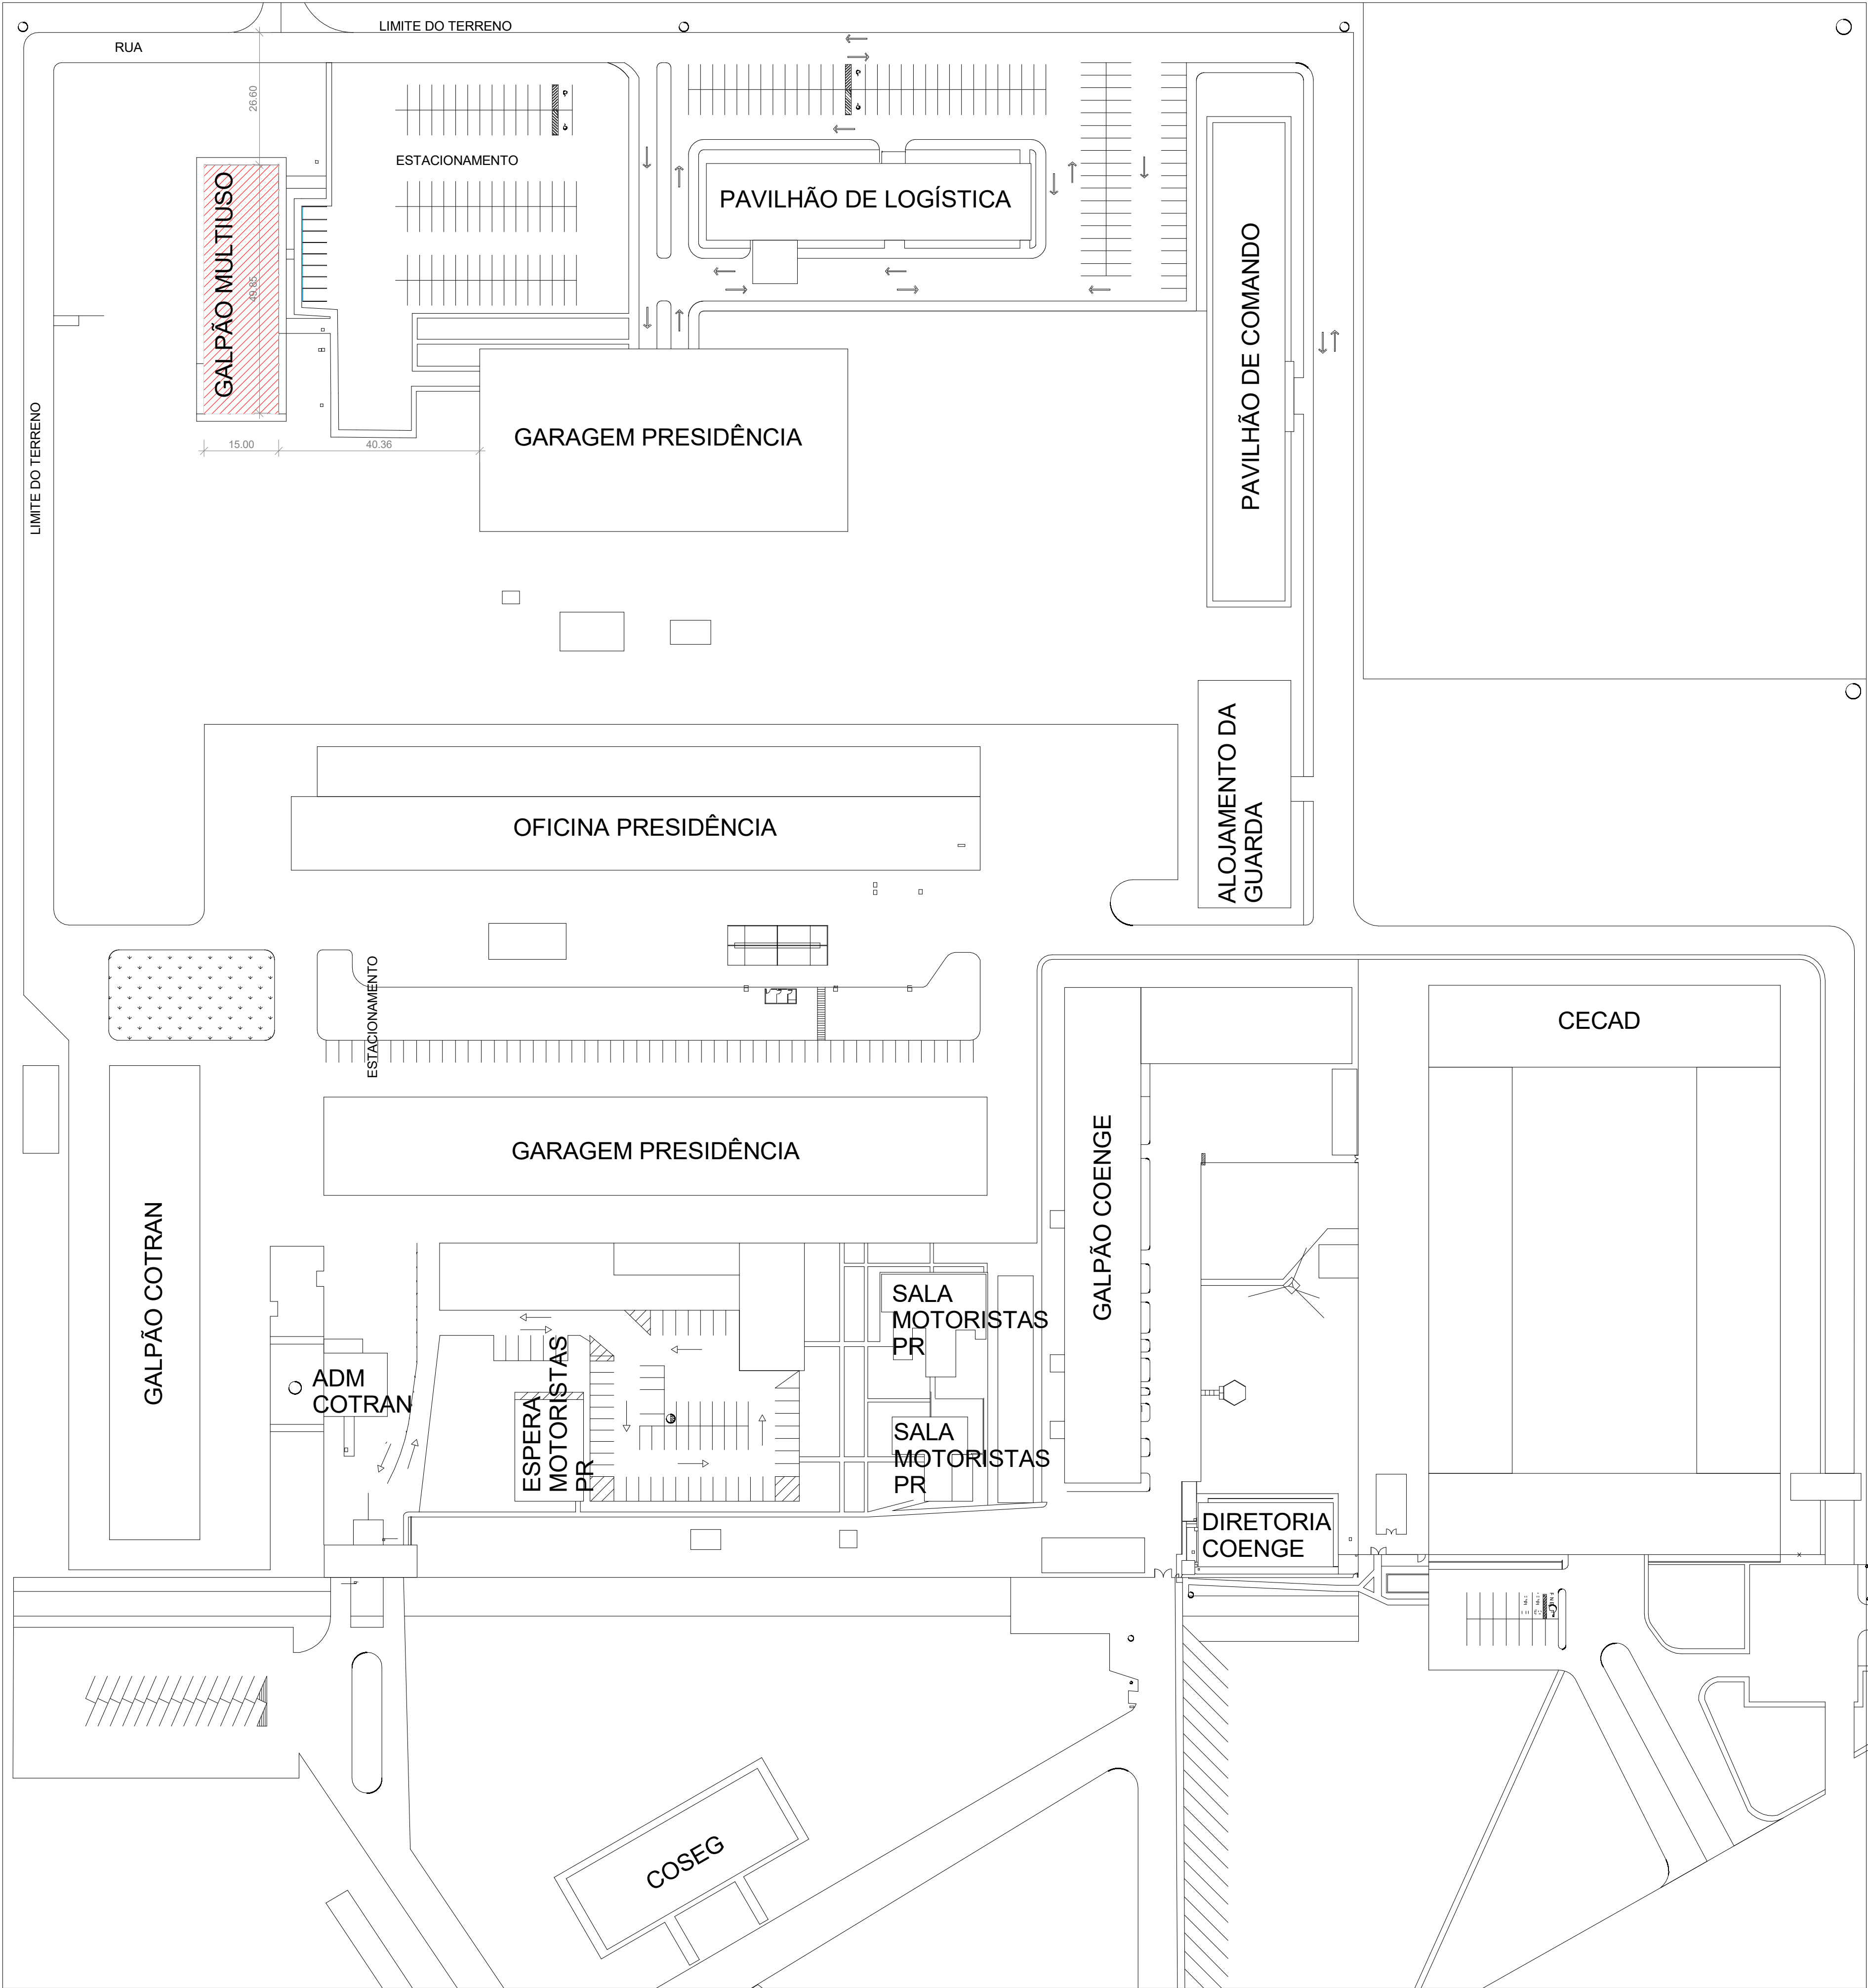 LIMITE DO TERRENO
RUA
26.60
ESTACIONAMENTO
GALPÃO MULTIUSO
49.85
PAVILHÃO DE LOGÍSTICA
PAVILHÃO DE COMANDO
LIMITE DO TERRENO
15.00
40.36
GARAGEM PRESIDÊNCIA
ALOJAMENTO DA
GUARDA
OFICINA PRESIDÊNCIA
ESTACIONAMENTO
CECAD
GARAGEM PRESIDÊNCIA
GALPÃO COENGE
GALPÃO COTRAN
SALA
MOTORISTAS
PR
ADM
COTRAN
ESPERA
MOTORISTAS
PR
SALA
MOTORISTAS
PR
DIRETORIA
COENGE
COSEG